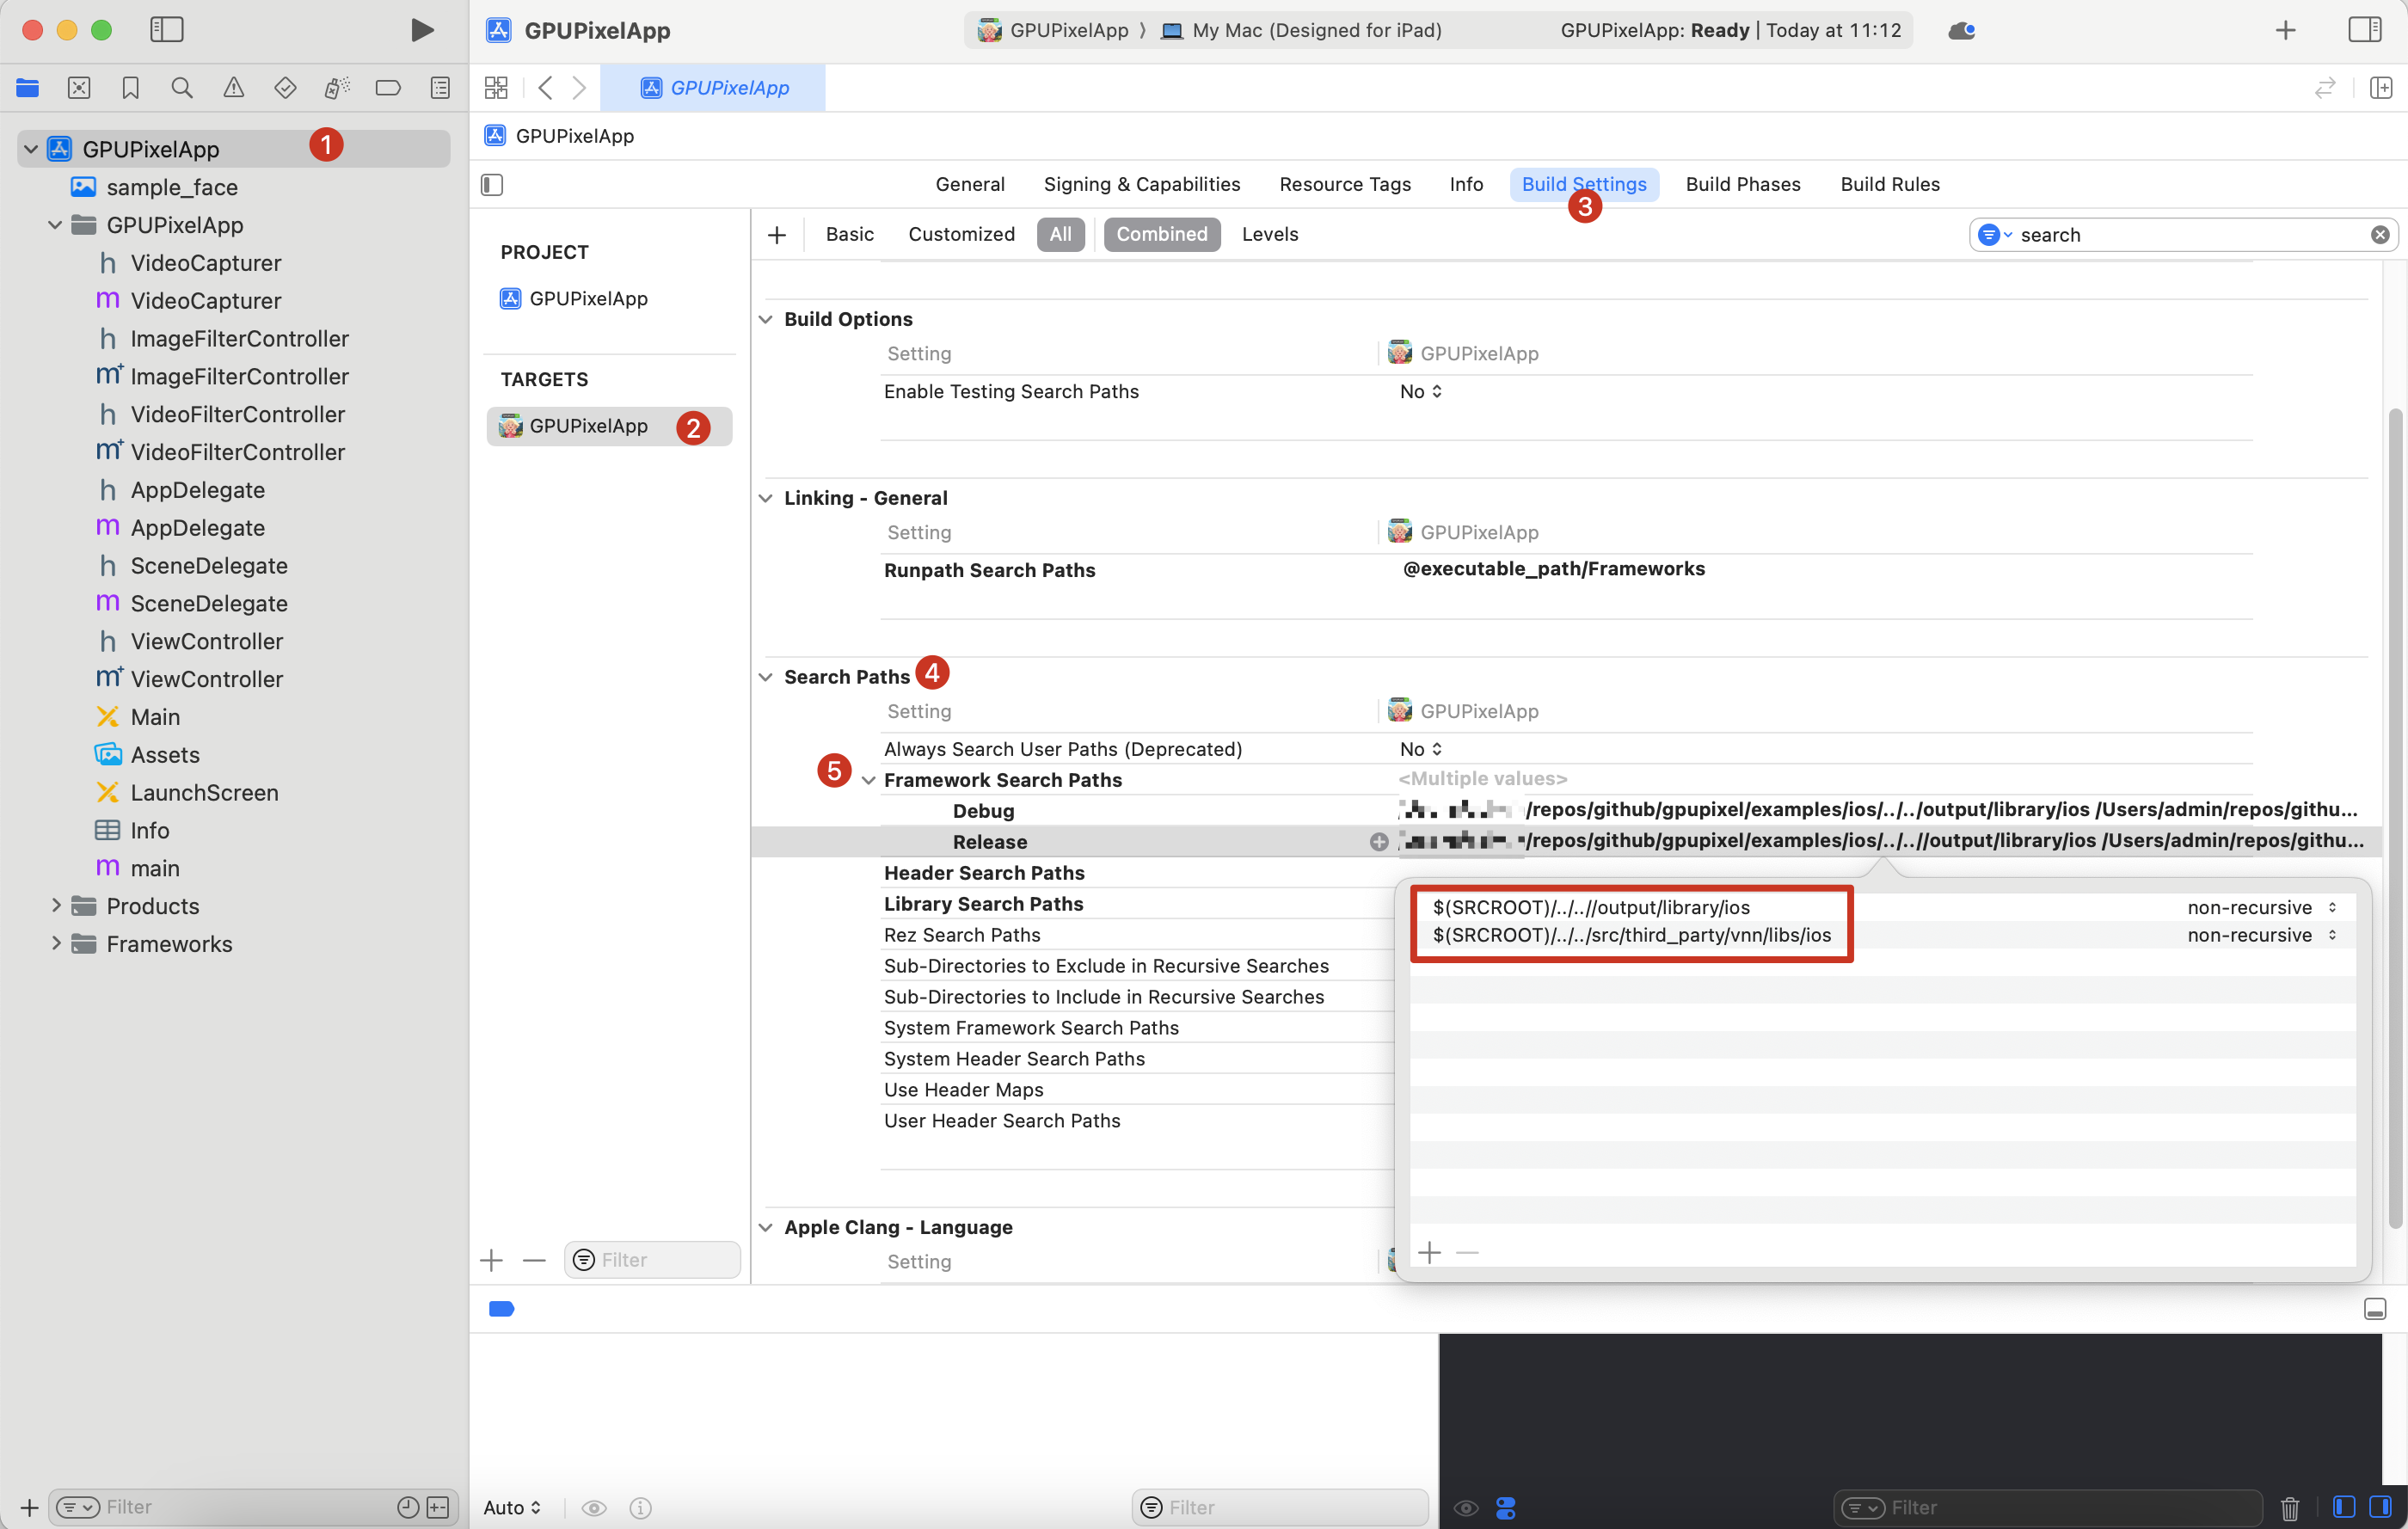 GPUPixelApp
GPUPixelApp ⟩ My Mac (Designed for iPad)
GPUPixelApp: Ready | Today at 11:12
GPUPixelApp
GPUPixelApp
General
Signing & Capabilities
Resource Tags
Info
Build Settings
3
Build Phases
Build Rules
GPUPixelApp
1
sample_face
GPUPixelApp
h VideoCapturer
m VideoCapturer
h ImageFilterController
m+ ImageFilterController
h VideoFilterController
m+ VideoFilterController
h AppDelegate
m AppDelegate
h SceneDelegate
m SceneDelegate
h ViewController
m+ ViewController
Main
Assets
LaunchScreen
Info
m main
Products
Frameworks
Filter
PROJECT
GPUPixelApp
TARGETS
GPUPixelApp
2
Filter
Basic
Customized
All
Combined
Levels
search
Build Options
Setting
GPUPixelApp
Enable Testing Search Paths
No
Linking - General
Setting
GPUPixelApp
Runpath Search Paths
@executable_path/Frameworks
Search Paths
4
Setting
GPUPixelApp
Always Search User Paths (Deprecated)
No
5
Framework Search Paths
<Multiple values>
Debug
/repos/github/gpupixel/examples/ios/../../output/library/ios /Users/admin/repos/githu...
Release
/repos/github/gpupixel/examples/ios/../..//output/library/ios /Users/admin/repos/githu...
Header Search Paths
Library Search Paths
Rez Search Paths
Sub-Directories to Exclude in Recursive Searches
Sub-Directories to Include in Recursive Searches
System Framework Search Paths
System Header Search Paths
Use Header Maps
User Header Search Paths
$(SRCROOT)/../..//output/library/ios
non-recursive
$(SRCROOT)/../../src/third_party/vnn/libs/ios
non-recursive
Apple Clang - Language
Setting
Auto
Filter
Filter